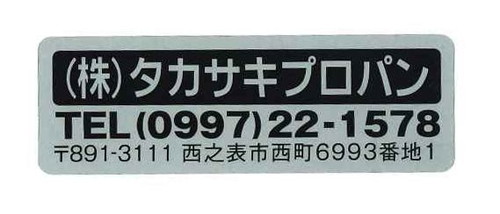 (株)タカサキプロパン
TEL(0997)22-1578
〒891-3111 西之表市西町6993番地1